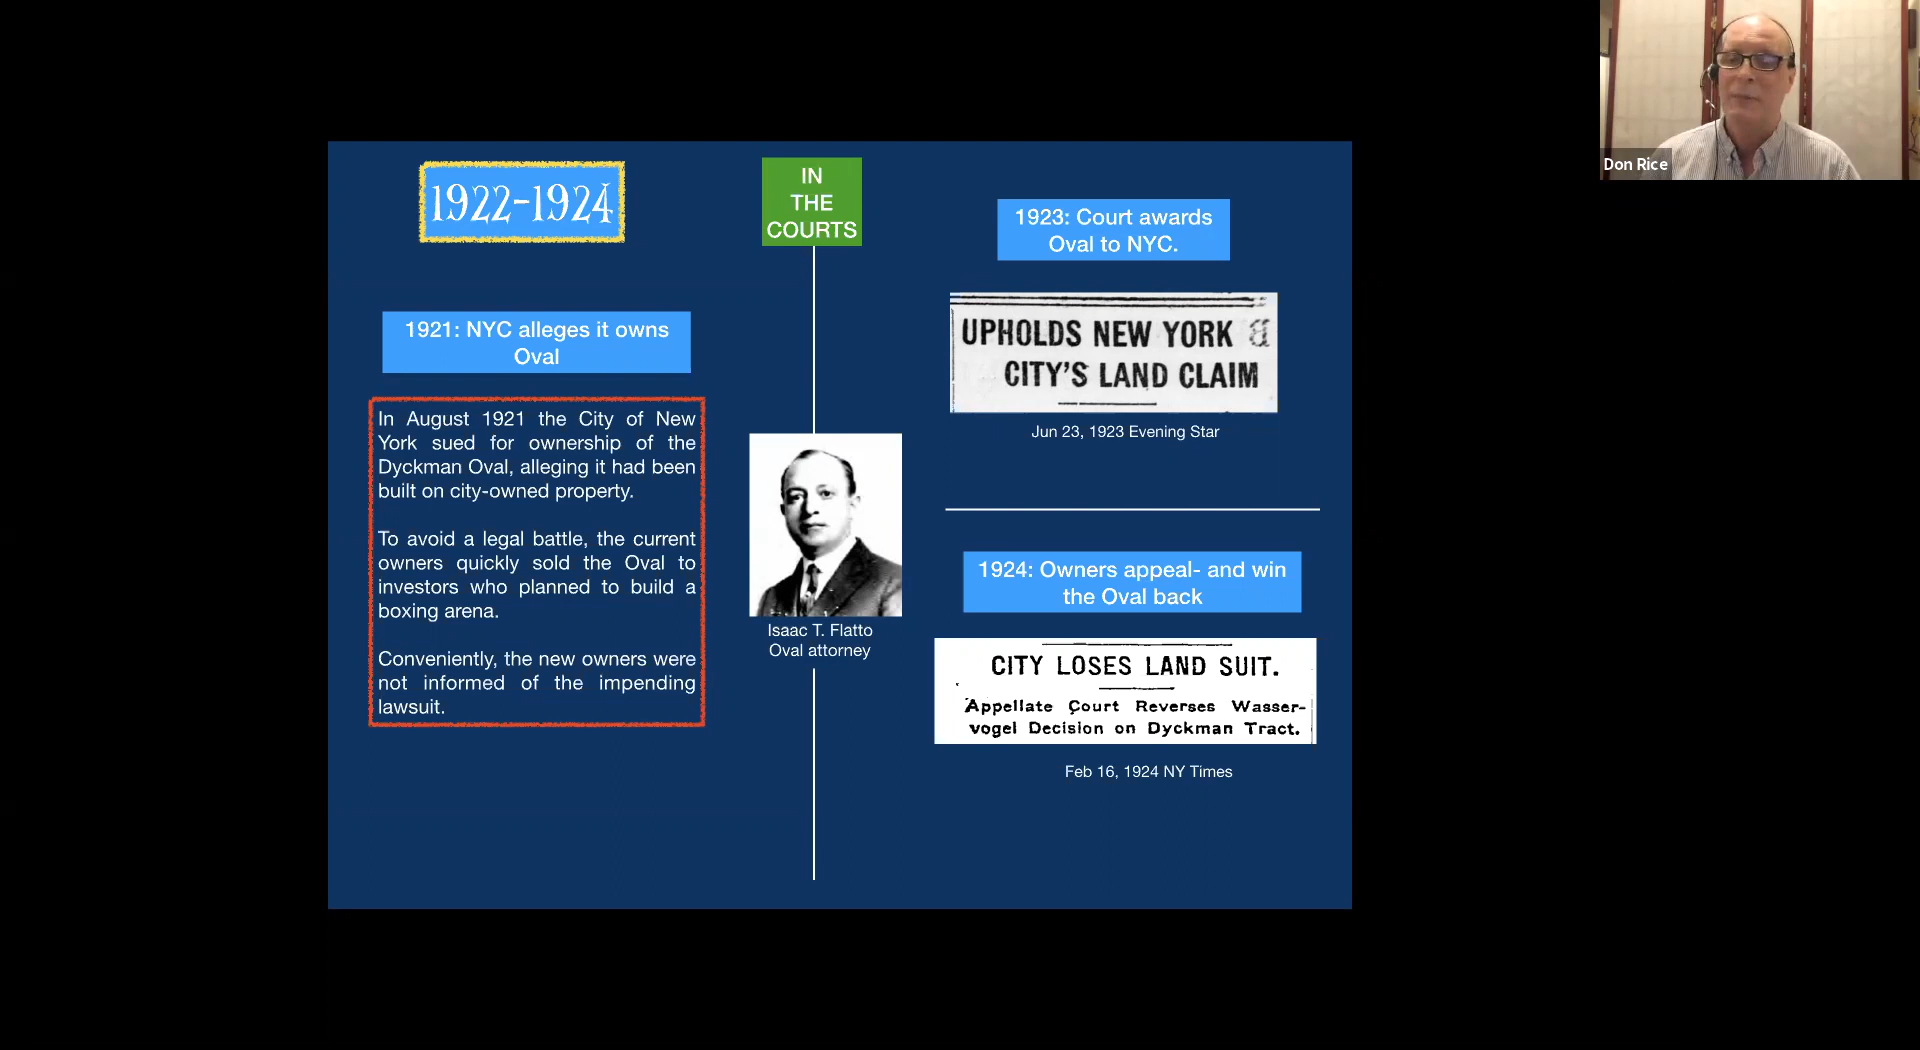 1922-1924
IN
THE
COURTS
1921: NYC alleges it owns
Oval
In August 1921 the City of New
York sued for ownership of the
Dyckman Oval, alleging it had been
built on city-owned property.
To avoid a legal battle, the current
owners quickly sold the Oval to
investors who planned to build a
boxing arena.
Conveniently, the new owners were
not informed of the impending
lawsuit.
Isaac T. Flatto
Oval attorney
1923: Court awards
Oval to NYC.
UPHOLDS NEW YORK
CITY'S LAND CLAIM
Jun 23, 1923 Evening Star
1924: Owners appeal- and win
the Oval back
CITY LOSES LAND SUIT.
Appellate Court Reverses Wasser-
vogel Decision on Dyckman Tract.
Feb 16, 1924 NY Times
Don Rice